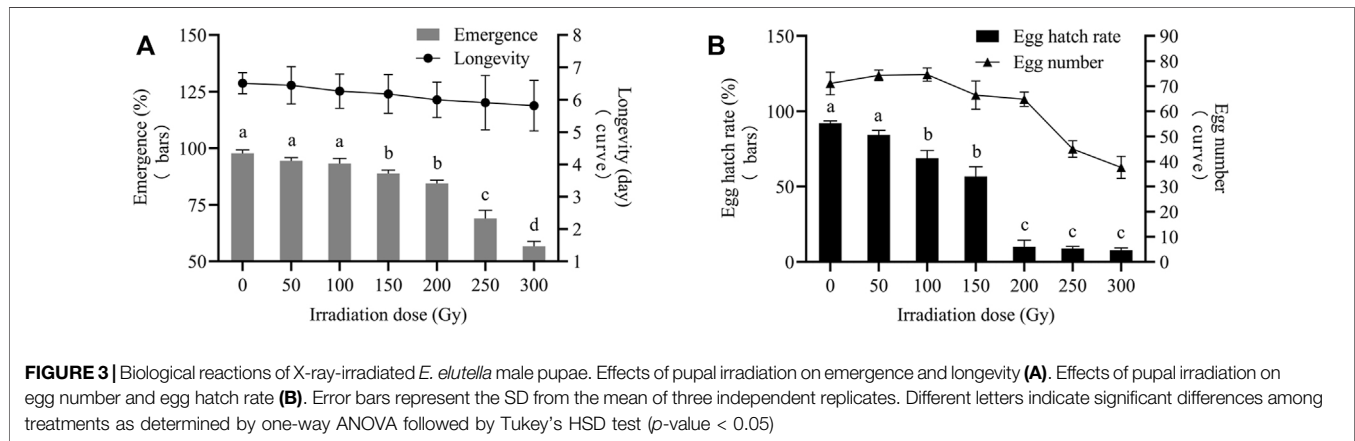 A
Emergence
Longevity
150
125
100
75
50
Emergence (%)
( bars)
8
7
6
5
4
3
2
1
Longevity (day)
( curve)
a a a b b c d
0 50 100 150 200 250 300
Irradiation dose (Gy)
B
Egg hatch rate
Egg number
150
100
50
0
Egg hatch rate (%)
( bars)
90
80
70
60
50
40
30
20
10
0
Egg number
( curve)
a a b b c c c
0 50 100 150 200 250 300
Irradiation dose (Gy)
FIGURE 3 | Biological reactions of X-ray-irradiated E. elutella male pupae. Effects of pupal irradiation on emergence and longevity (A). Effects of pupal irradiation on
egg number and egg hatch rate (B). Error bars represent the SD from the mean of three independent replicates. Different letters indicate significant differences among
treatments as determined by one-way ANOVA followed by Tukey's HSD test (p-value < 0.05)